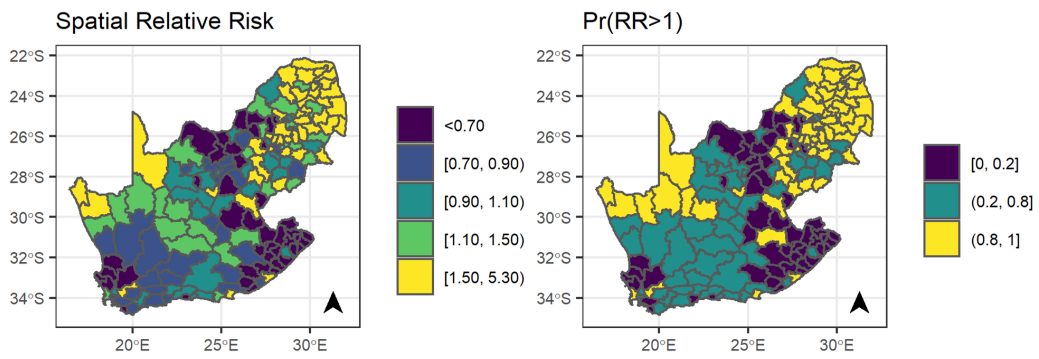 Spatial Relative Risk
22°S
24°S
26°S
28°S
30°S
32°S
34°S
20°E 25°E 30°E
<0.70
[0.70, 0.90)
[0.90, 1.10)
[1.10, 1.50)
[1.50, 5.30)
Pr(RR>1)
22°S
24°S
26°S
28°S
30°S
32°S
34°S
20°E 25°E 30°E
[0, 0.2]
(0.2, 0.8]
(0.8, 1]